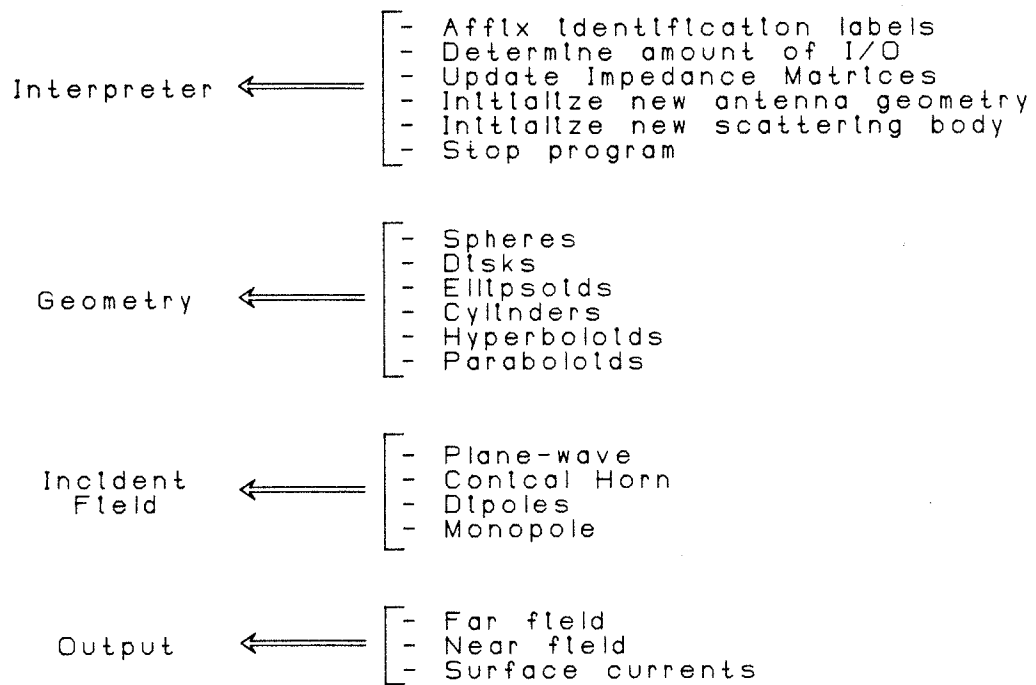 Interpreter
- Affix identification labels
- Determine amount of I/O
- Update Impedance Matrices
- Initialize new antenna geometry
- Initialize new scattering body
- Stop program
Geometry
- Spheres
- Disks
- Ellipsoids
- Cylinders
- Hyperboloids
- Paraboloids
Incident
Field
- Plane-wave
- Conical Horn
- Dipoles
- Monopole
Output
- Far field
- Near field
- Surface currents